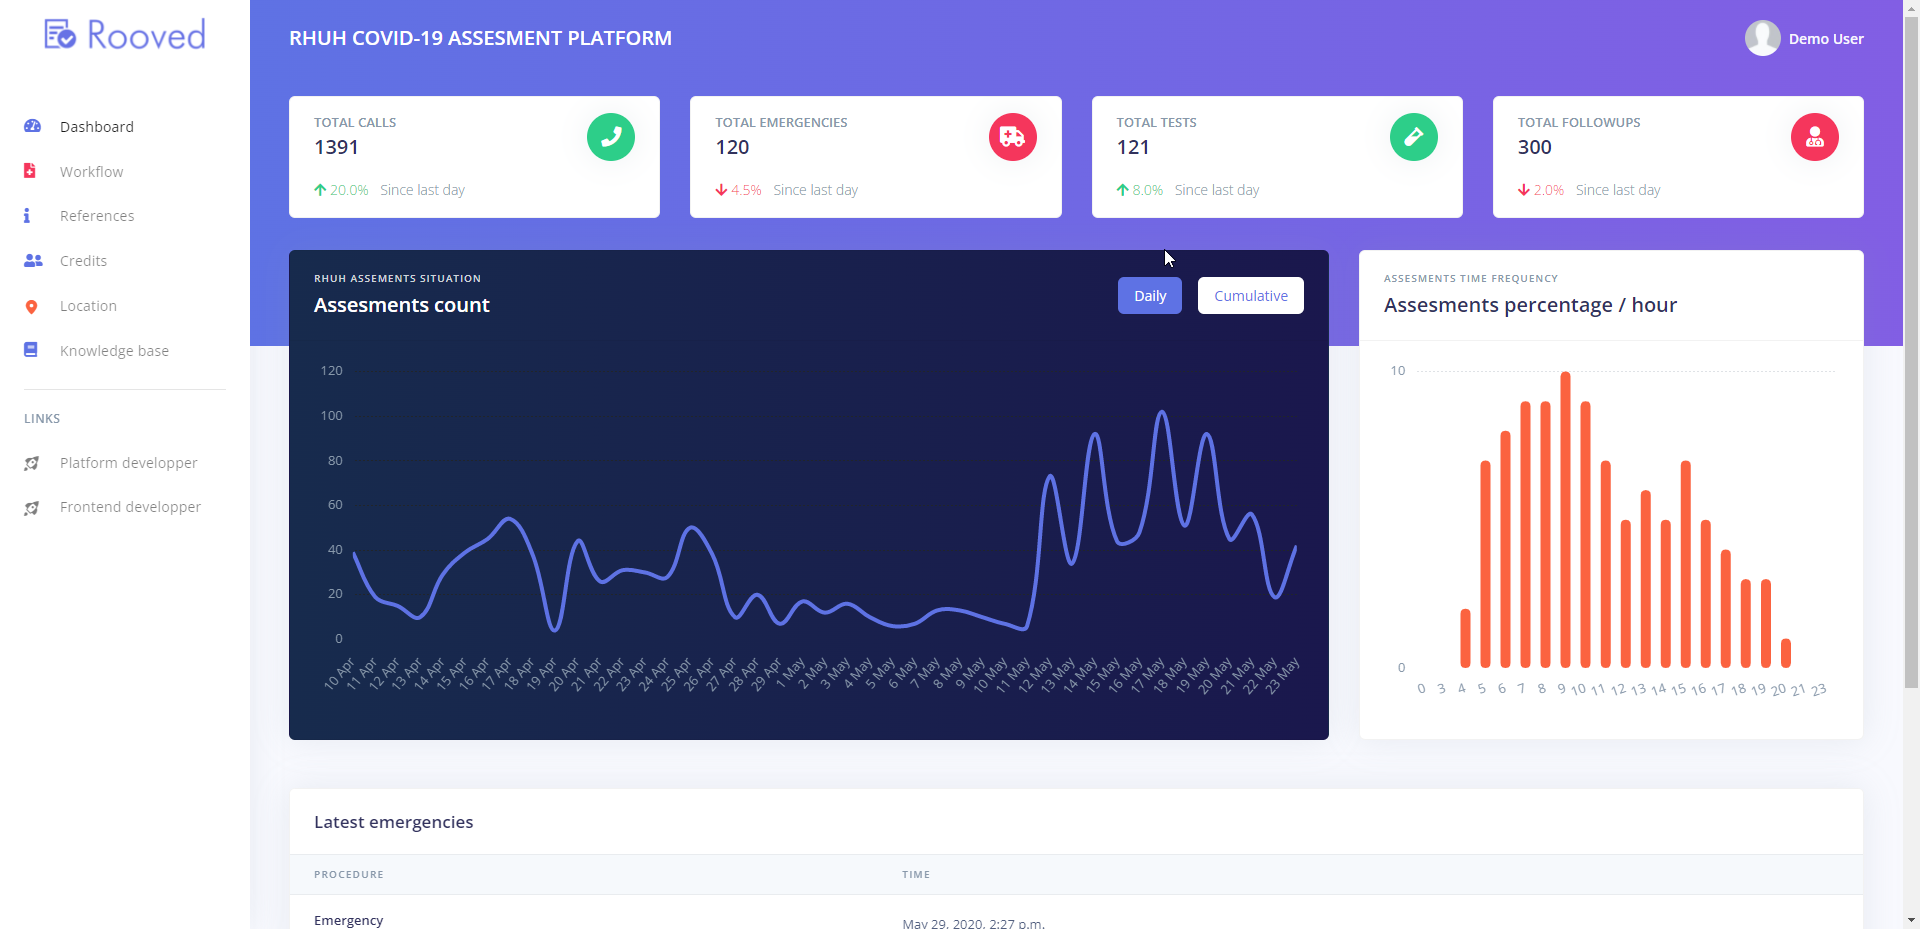 Rooved
RHUH COVID-19 ASSESMENT PLATFORM
Demo User
Dashboard
Workflow
References
Credits
Location
Knowledge base
LINKS
Platform developper
Frontend developper
TOTAL CALLS
1391
20.0% Since last day
TOTAL EMERGENCIES
120
4.5% Since last day
TOTAL TESTS
121
8.0% Since last day
TOTAL FOLLOWUPS
300
2.0% Since last day
RHUH ASSEMENTS SITUATION
Assesments count
Daily
Cumulative
120
100
80
60
40
20
0
10 Apr
11 Apr
12 Apr
13 Apr
14 Apr
15 Apr
16 Apr
17 Apr
18 Apr
19 Apr
20 Apr
21 Apr
22 Apr
23 Apr
24 Apr
25 Apr
26 Apr
27 Apr
28 Apr
29 Apr
1 May
2 May
3 May
4 May
5 May
6 May
7 May
8 May
9 May
10 May
11 May
12 May
13 May
14 May
15 May
16 May
17 May
18 May
19 May
20 May
21 May
22 May
23 May
ASSESMENTS TIME FREQUENCY
Assesments percentage / hour
10
0
0 3 4 5 6 7 8 9 10 11 12 13 14 15 16 17 18 19 20 21 23
Latest emergencies
PROCEDURE TIME
Emergency May 29, 2020, 2:27 p.m.